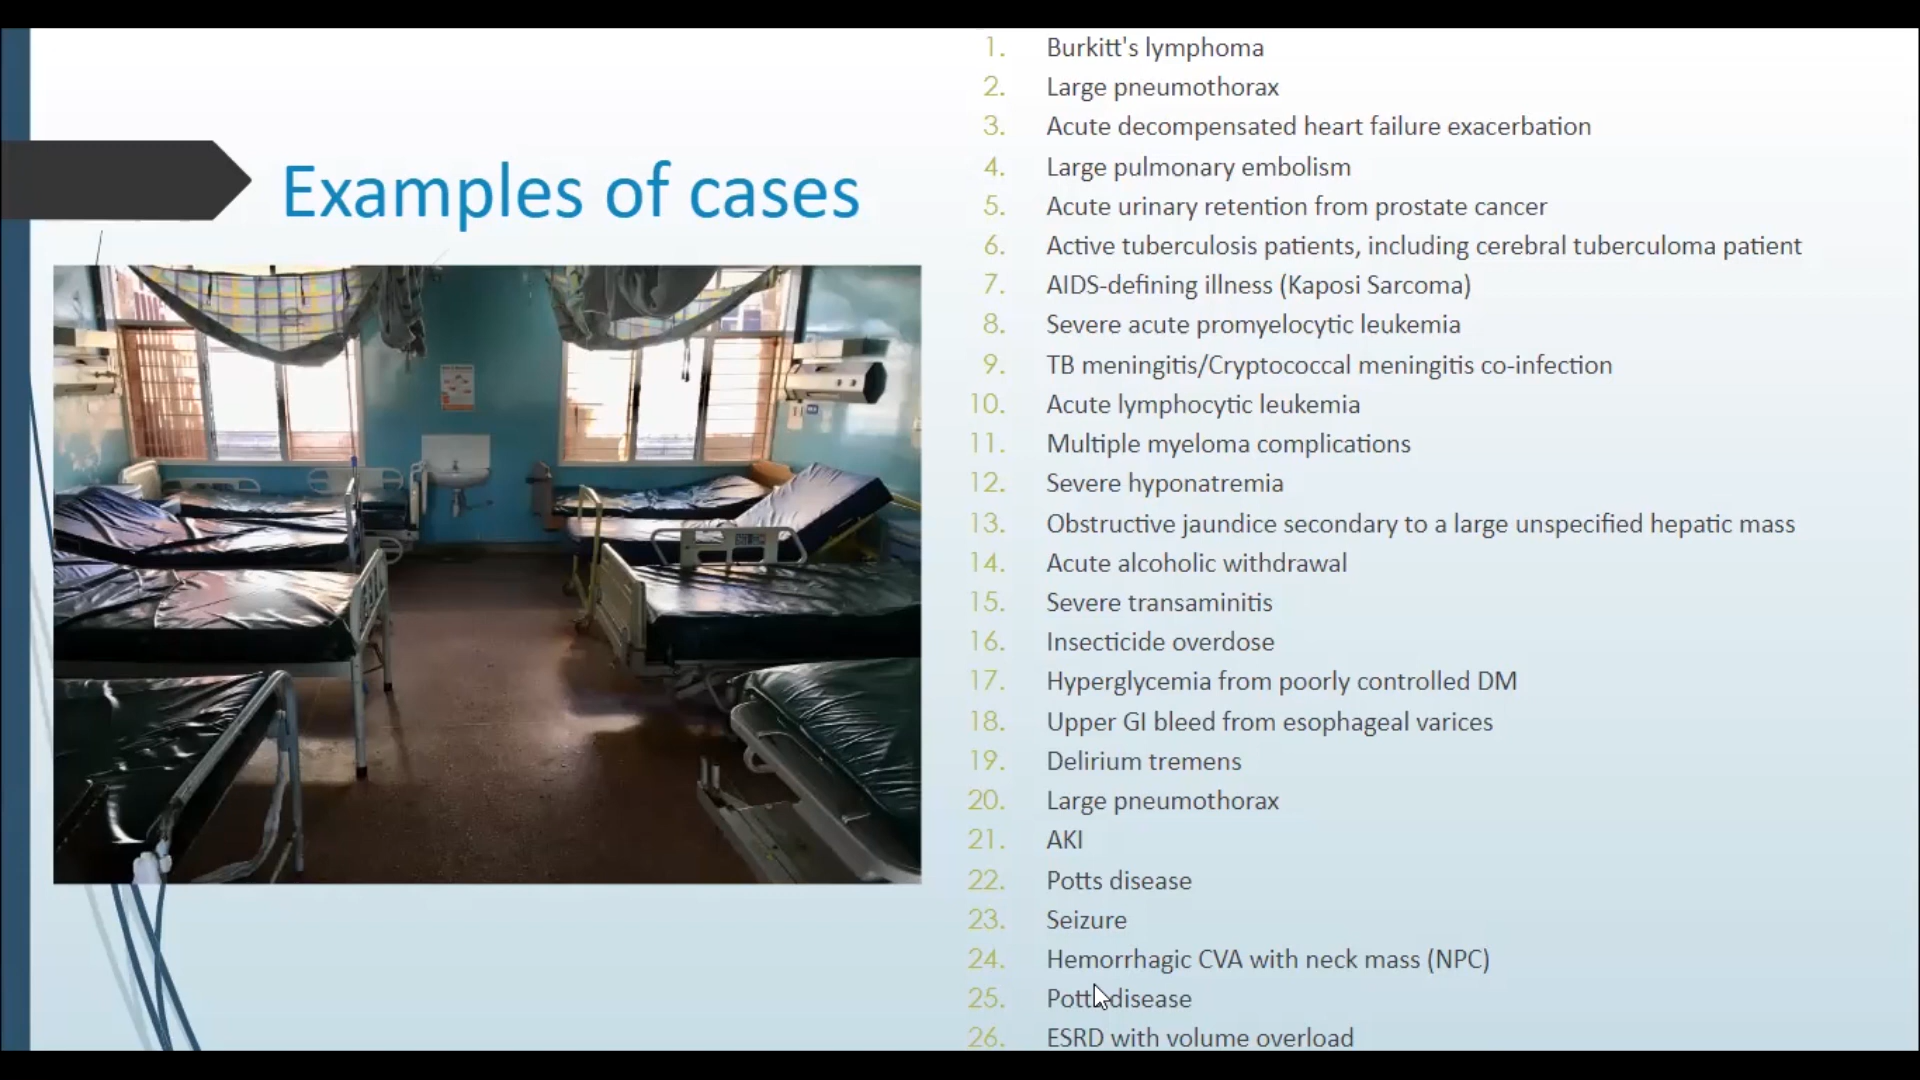 Examples of cases
1. Burkitt's lymphoma
2. Large pneumothorax
3. Acute decompensated heart failure exacerbation
4. Large pulmonary embolism
5. Acute urinary retention from prostate cancer
6. Active tuberculosis patients, including cerebral tuberculoma patient
7. AIDS-defining illness (Kaposi Sarcoma)
8. Severe acute promyelocytic leukemia
9. TB meningitis/Cryptococcal meningitis co-infection
10. Acute lymphocytic leukemia
11. Multiple myeloma complications
12. Severe hyponatremia
13. Obstructive jaundice secondary to a large unspecified hepatic mass
14. Acute alcoholic withdrawal
15. Severe transaminitis
16. Insecticide overdose
17. Hyperglycemia from poorly controlled DM
18. Upper GI bleed from esophageal varices
19. Delirium tremens
20. Large pneumothorax
21. AKI
22. Potts disease
23. Seizure
24. Hemorrhagic CVA with neck mass (NPC)
25. Potts disease
26. ESRD with volume overload